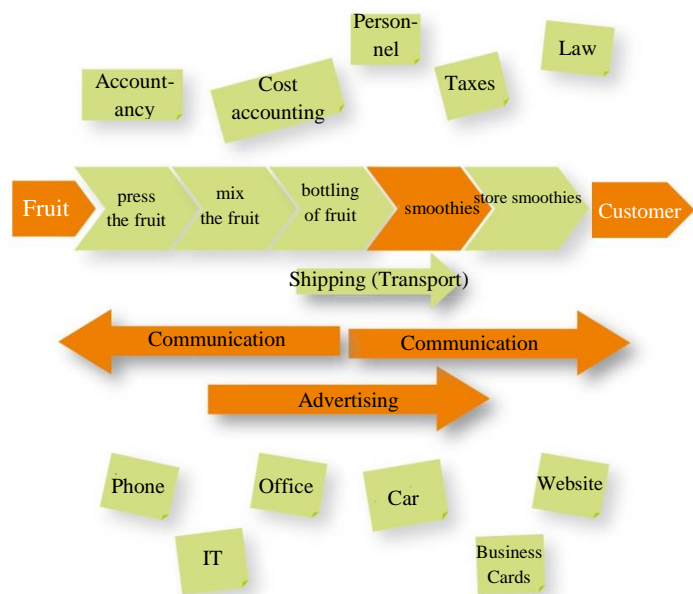 Person-
nel
Law
Account-
ancy
Cost
accounting
Taxes
Fruit
press
the fruit
mix
the fruit
bottling
of fruit
smoothies
store smoothies
Customer
Shipping (Transport)
Communication
Communication
Advertising
Phone
Office
Car
Website
IT
Business
Cards